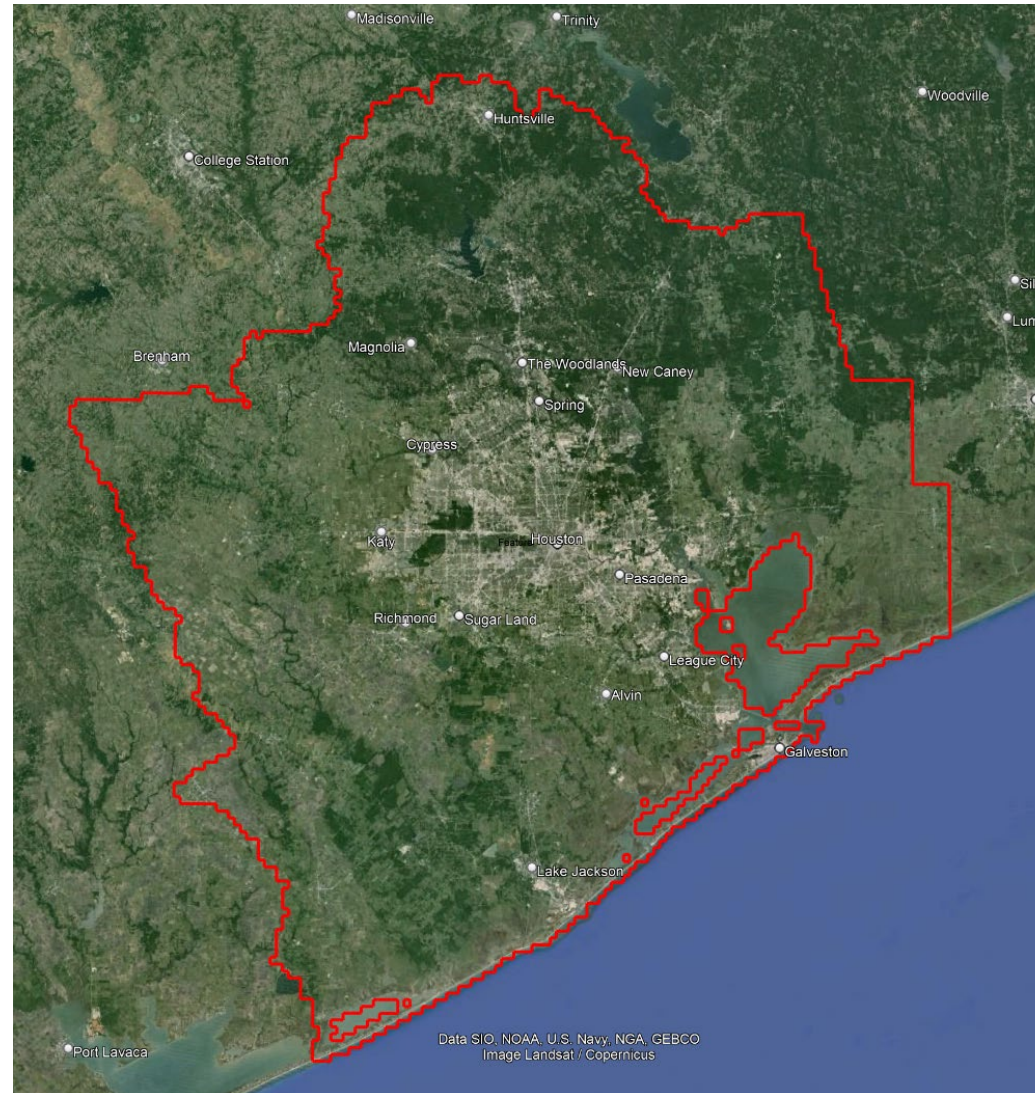 Madisonville
Trinity
Woodville
Huntsville
College Station
Magnolia
Brenham
The Woodlands
New Caney
Spring
Cypress
Katy
Houston
Pasadena
Richmond
Sugar Land
League City
Alvin
Galveston
Lake Jackson
Port Lavaca
Data SIO, NOAA, U.S. Navy, NGA, GEBCO
Image Landsat / Copernicus